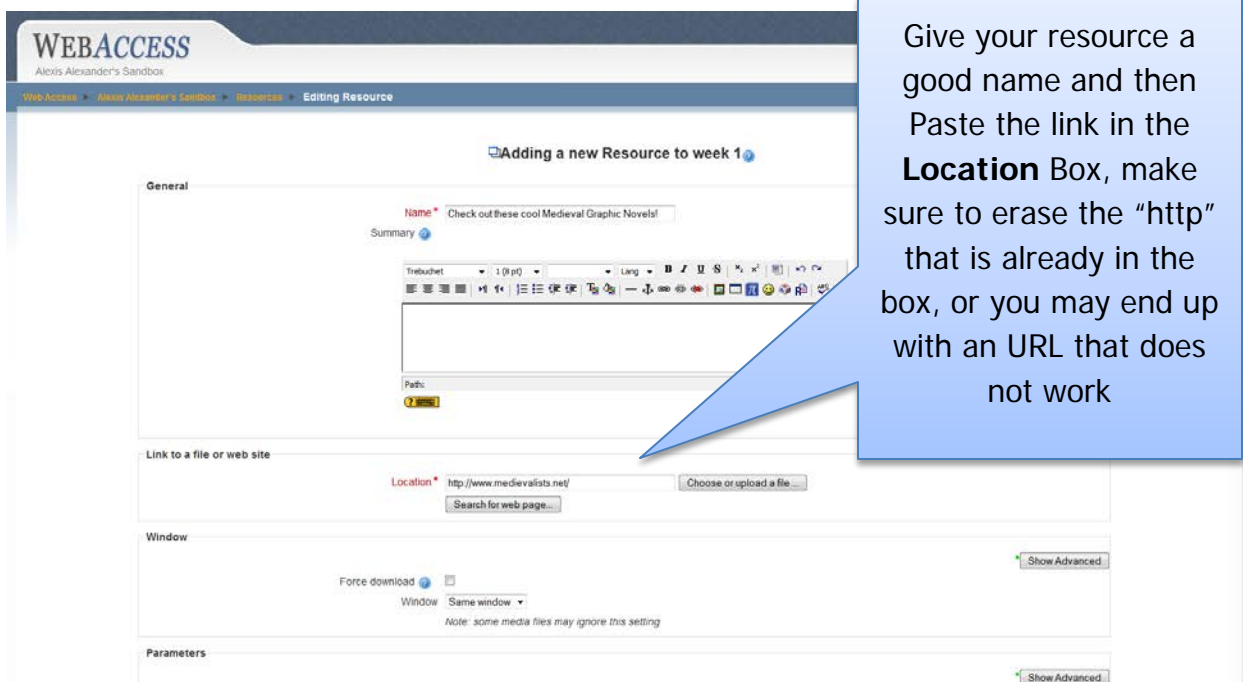 WEBACCESS
Alexis Alexander's Sandbox
Web Access ► Alexis Alexander's Sandbox ► Resources ► Editing Resource
Adding a new Resource to week 1
General
Name* Check out these cool Medieval Graphic Novels!
Summary
Trebuchet 1 (8 pt) Lang B I U S
Path:
Link to a file or web site
Location* http://www.medievalists.net/ Choose or upload a file ...
Search for web page...
Window
* Show Advanced
Force download
Window Same window
Note: some media files may ignore this setting
Parameters
* Show Advanced
Give your resource a
good name and then
Paste the link in the
Location Box, make
sure to erase the “http”
that is already in the
box, or you may end up
with an URL that does
not work